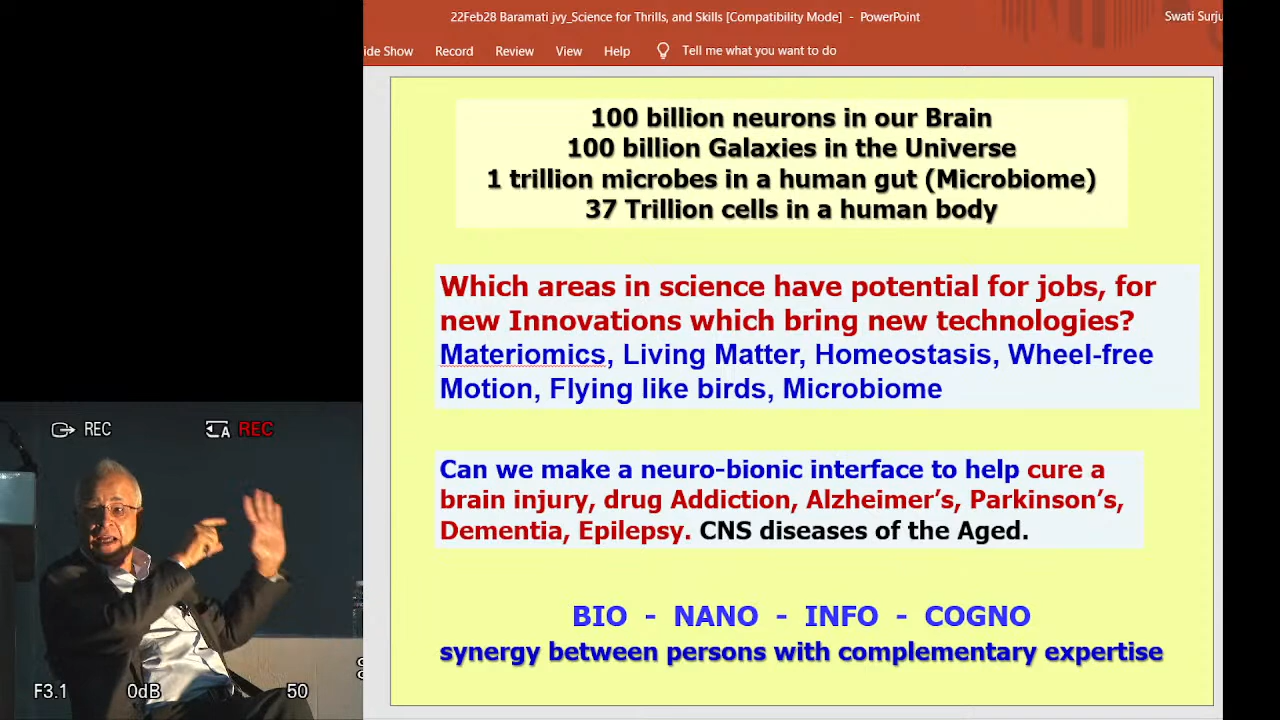 22Feb28 Baramati jvy_Science for Thrills, and Skills [Compatibility Mode] - PowerPoint
Swati Surju
ide Show Record Review View Help Tell me what you want to do
100 billion neurons in our Brain
100 billion Galaxies in the Universe
1 trillion microbes in a human gut (Microbiome)
37 Trillion cells in a human body
Which areas in science have potential for jobs, for
new Innovations which bring new technologies?
Materiomics, Living Matter, Homeostasis, Wheel-free
Motion, Flying like birds, Microbiome
REC A REC
Can we make a neuro-bionic interface to help cure a
brain injury, drug Addiction, Alzheimer’s, Parkinson’s,
Dementia, Epilepsy. CNS diseases of the Aged.
BIO - NANO - INFO - COGNO
synergy between persons with complementary expertise
F3.1 0dB 50